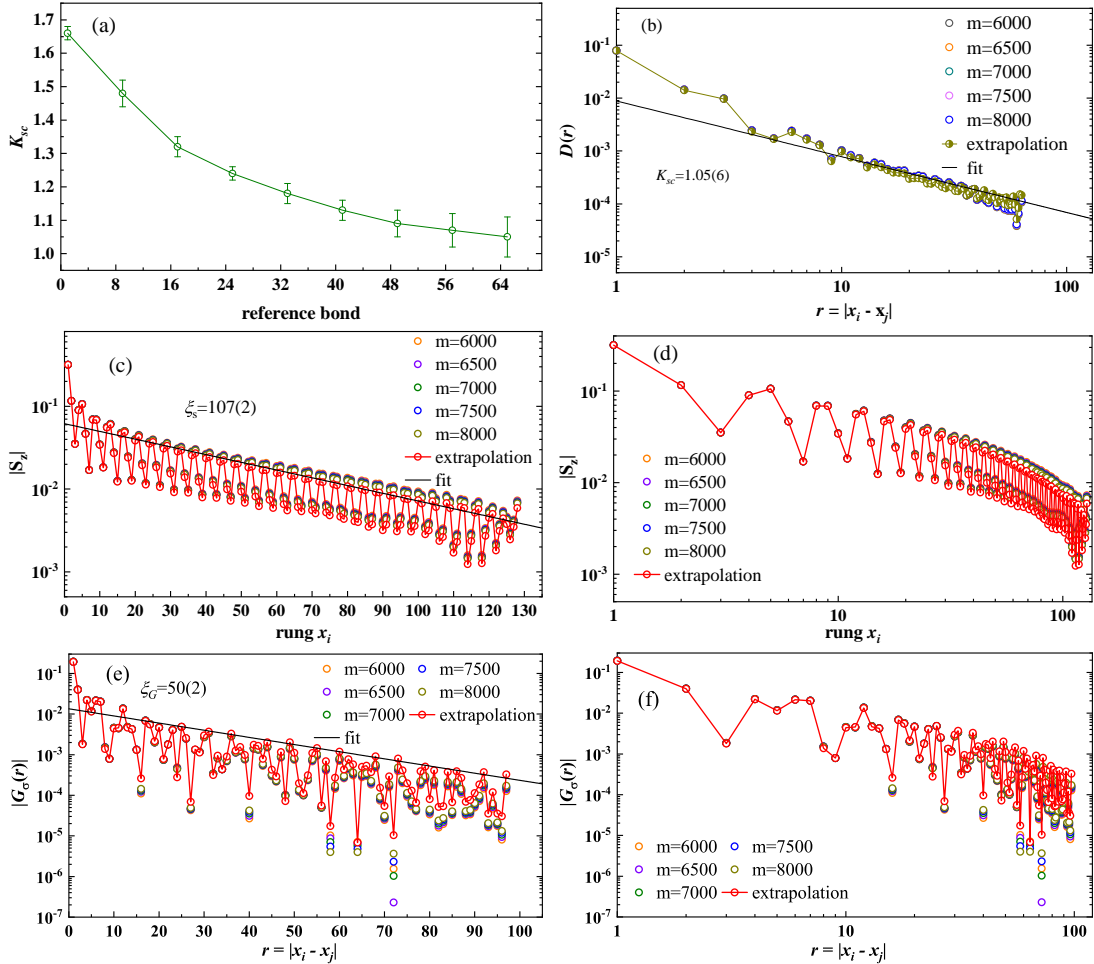 (a)
1.7
1.6
1.5
1.4
1.3
1.2
1.1
1.0
K_sc
0 8 16 24 32 40 48 56 64
reference bond
(b)
m=6000
m=6500
m=7000
m=7500
m=8000
extrapolation
fit
K_sc=1.05(6)
10^-1
10^-2
10^-3
10^-4
10^-5
D(r)
1 10 100
r = |x_i - x_j|
(c)
m=6000
m=6500
m=7000
m=7500
m=8000
extrapolation
fit
ξ_s=107(2)
10^-1
10^-2
10^-3
|S_z|
0 10 20 30 40 50 60 70 80 90 100 110 120 130
rung x_i
(d)
m=6000
m=6500
m=7000
m=7500
m=8000
extrapolation
10^-1
10^-2
10^-3
|S_z|
1 10 100
rung x_i
(e)
m=6000 m=7500
m=6500 m=8000
m=7000 extrapolation
fit
ξ_G=50(2)
10^-1
10^-2
10^-3
10^-4
10^-5
10^-6
10^-7
|G_σ(r)|
0 10 20 30 40 50 60 70 80 90 100
r = |x_i - x_j|
(f)
m=6000 m=7500
m=6500 m=8000
m=7000 extrapolation
10^-1
10^-2
10^-3
10^-4
10^-5
10^-6
10^-7
|G_σ(r)|
1 10 100
r = |x_i - x_j|